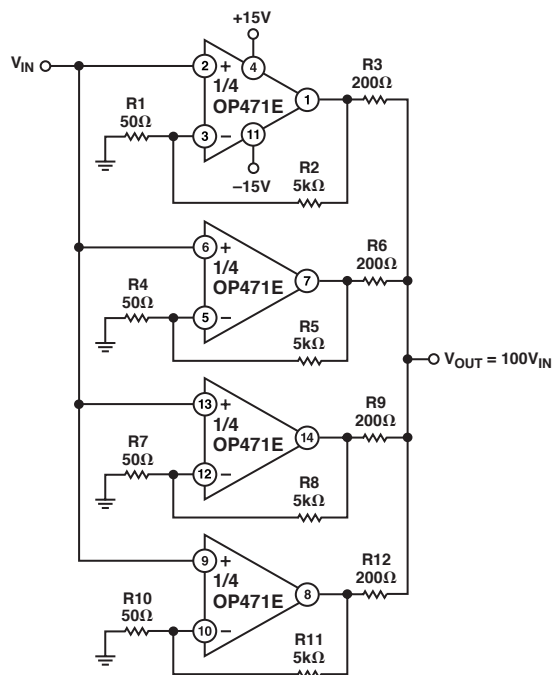 +15V
VIN
2
+
4
1/4
OP471E
1
R3
200Ω
R1
50Ω
3
–
11
R2
5kΩ
–15V
6
+
1/4
OP471E
7
R6
200Ω
R4
50Ω
5
–
R5
5kΩ
VOUT = 100VIN
13
+
1/4
OP471E
14
R9
200Ω
R7
50Ω
12
–
R8
5kΩ
9
+
1/4
OP471E
8
R12
200Ω
R10
50Ω
10
–
R11
5kΩ